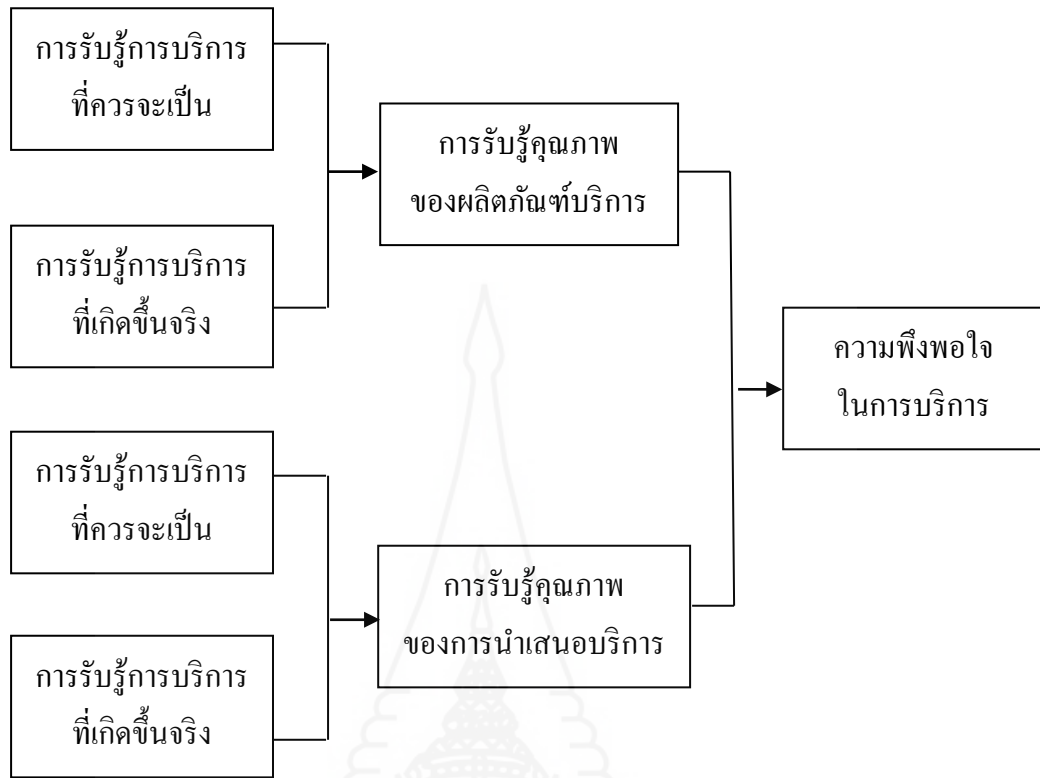 การรับรู้การบริการ
ที่ควรจะเป็น
การรับรู้การบริการ
ที่เกิดขึ้นจริง
การรับรู้คุณภาพ
ของผลิตภัณฑ์บริการ
การรับรู้การบริการ
ที่ควรจะเป็น
การรับรู้การบริการ
ที่เกิดขึ้นจริง
การรับรู้คุณภาพ
ของการนำเสนอบริการ
ความพึงพอใจ
ในการบริการ